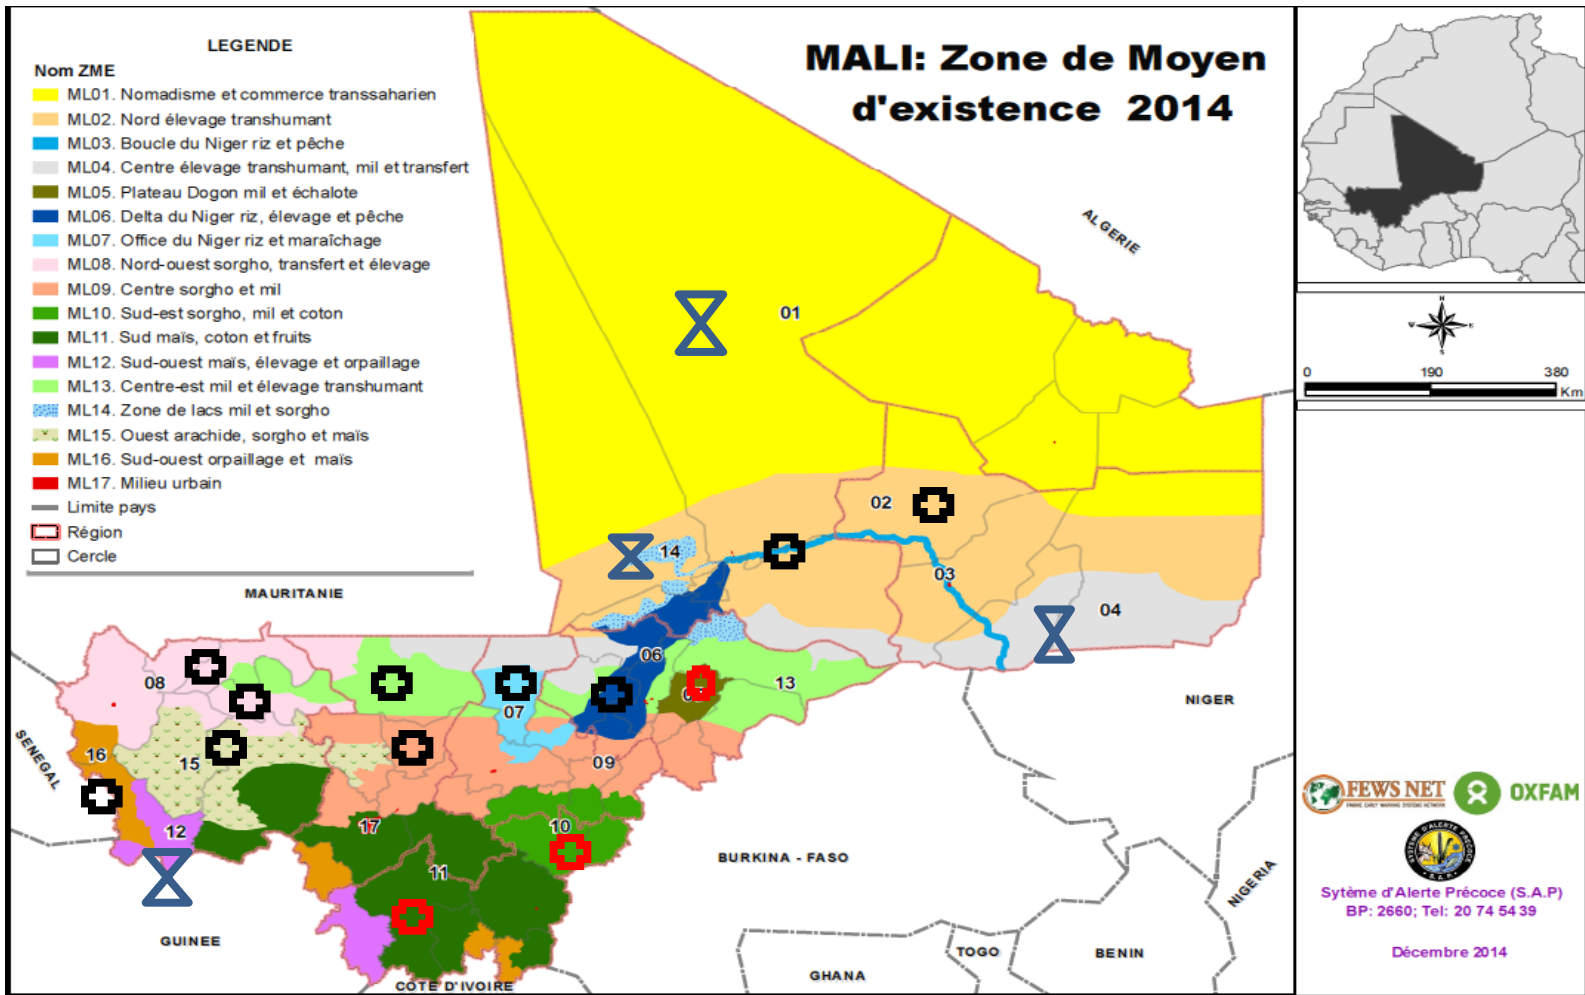 LEGENDE
Nom ZME
ML01. Nomadisme et commerce transsaharien
ML02. Nord élevage transhumant
ML03. Boucle du Niger riz et pêche
ML04. Centre élevage transhumant, mil et transfert
ML05. Plateau Dogon mil et échalote
ML06. Delta du Niger riz, élevage et pêche
ML07. Office du Niger riz et maraîchage
ML08. Nord-ouest sorgho, transfert et élevage
ML09. Centre sorgho et mil
ML10. Sud-est sorgho, mil et coton
ML11. Sud maïs, coton et fruits
ML12. Sud-ouest maïs, élevage et orpaillage
ML13. Centre-est mil et élevage transhumant
ML14. Zone de lacs mil et sorgho
ML15. Ouest arachide, sorgho et maïs
ML16. Sud-ouest orpaillage et maïs
ML17. Milieu urbain
Limite pays
Région
Cercle
MALI: Zone de Moyen
d'existence 2014
ALGERIE
01
02
14
03
04
MAURITANIE
06
08
13
07
NIGER
SENEGAL
16
15
09
12
17
10
11
BURKINA - FASO
NIGERIA
GUINEE
TOGO
BENIN
GHANA
COTE D'IVOIRE
N
W
E
S
0
190
380
Km
FEWS NET
FAMINE EARLY WARNING SYSTEMS NETWORK
OXFAM
SYSTÈME D'ALERTE PRÉCOCE
S.A.P
Sytème d'Alerte Précoce (S.A.P)
BP: 2660; Tel: 20 74 54 39
Décembre 2014